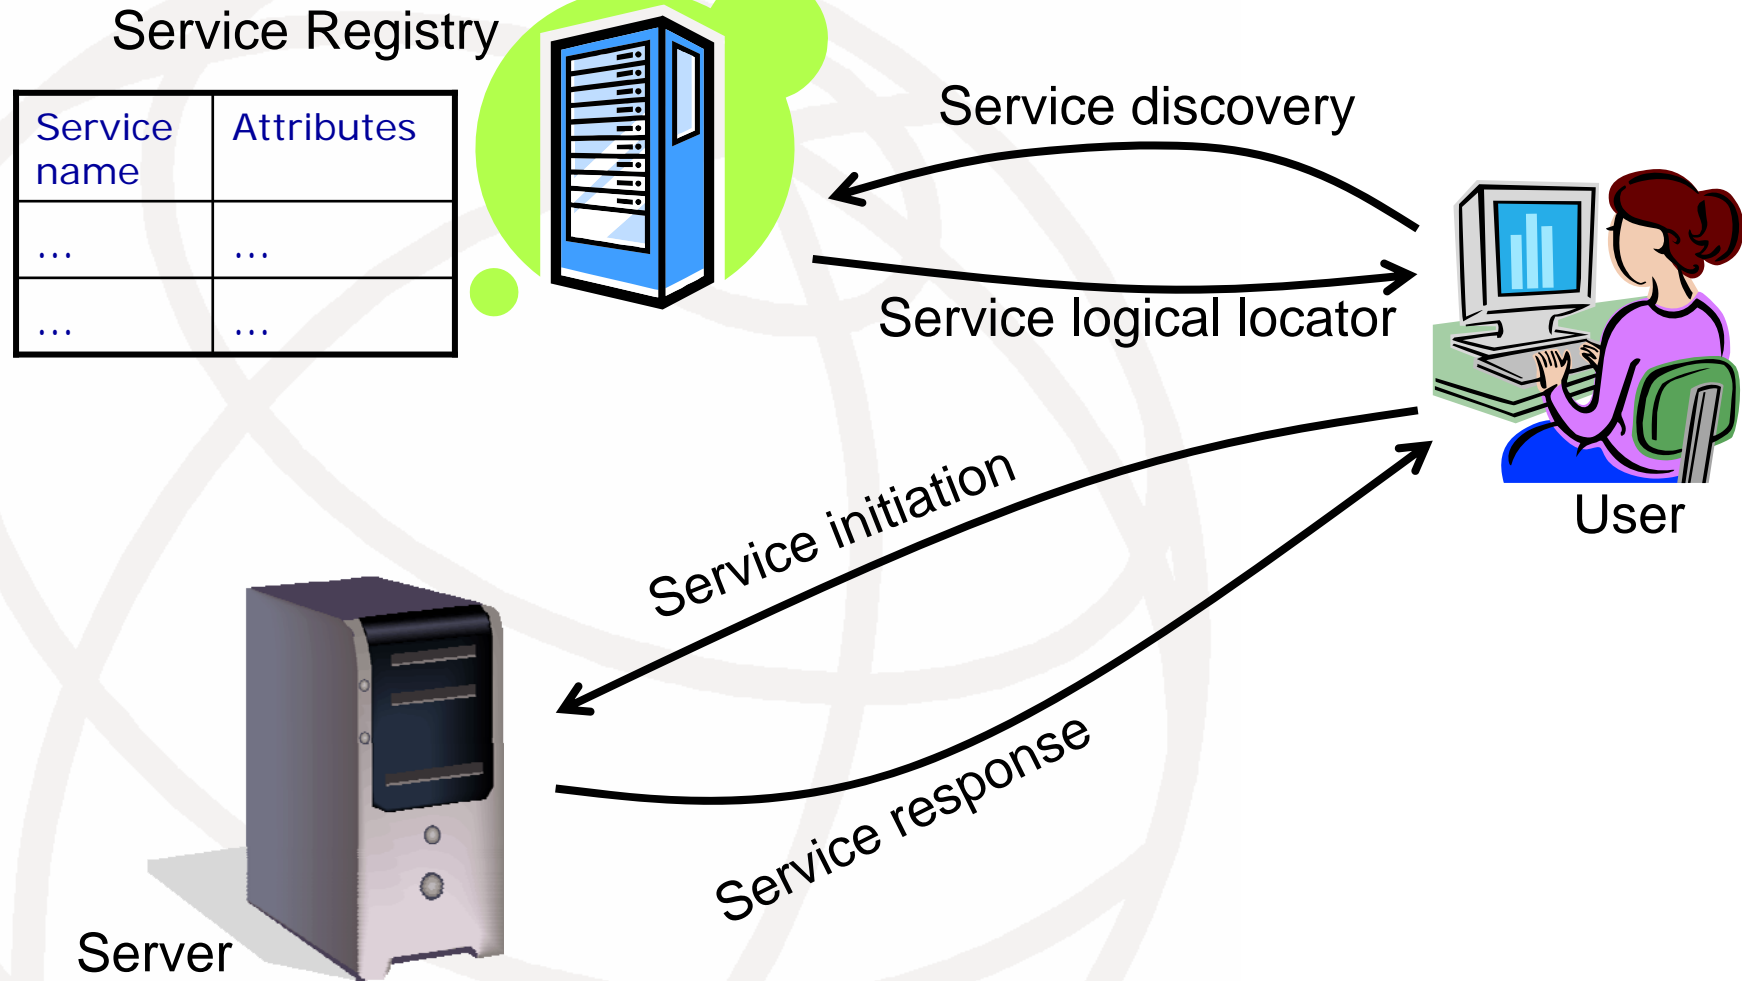 Service Registry
Service name
Attributes
... ...
... ...
Service discovery
Service logical locator
User
Service initiation
Service response
Server